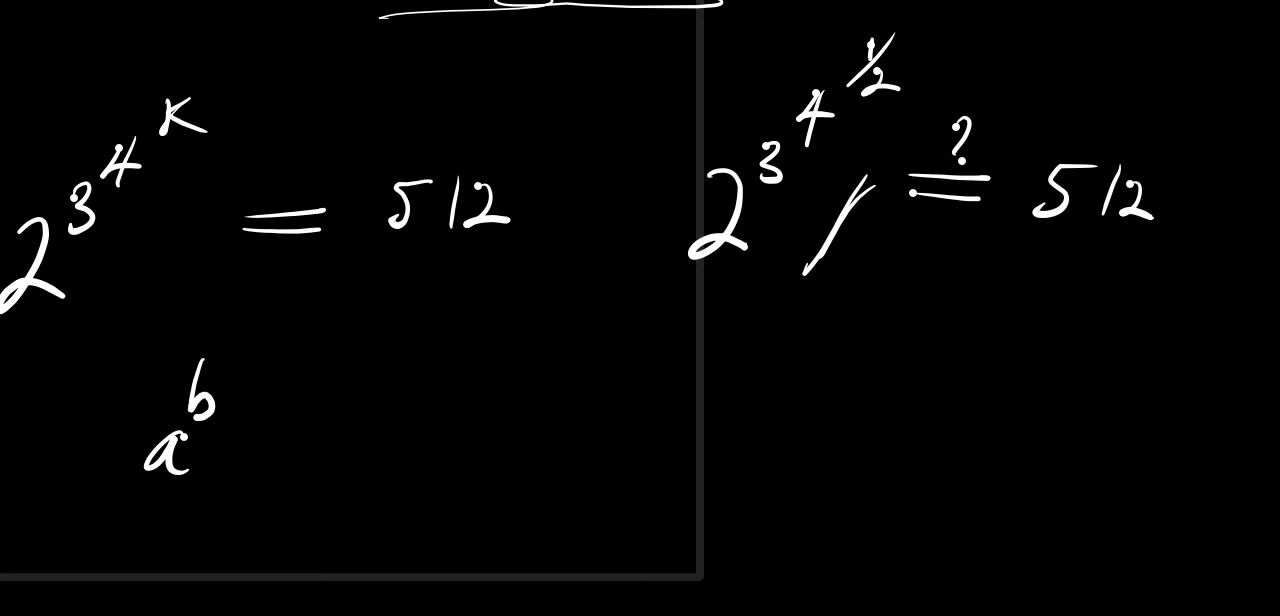 2^3^4^x = 512
2^3^4^1/2 ?= 512
a^b